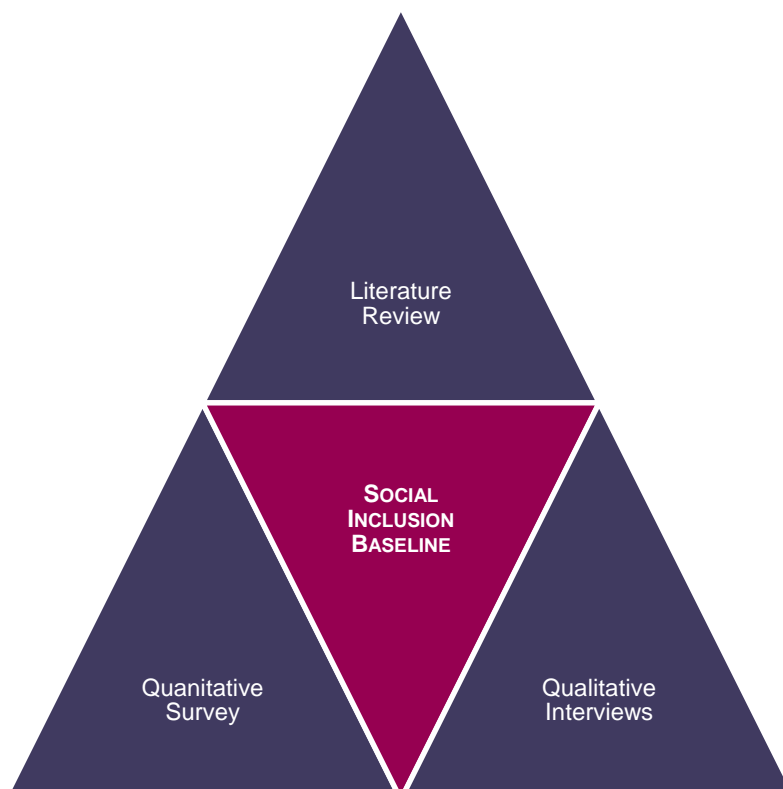 Literature
Review
SOCIAL
INCLUSION
BASELINE
Quanitative
Survey
Qualitative
Interviews